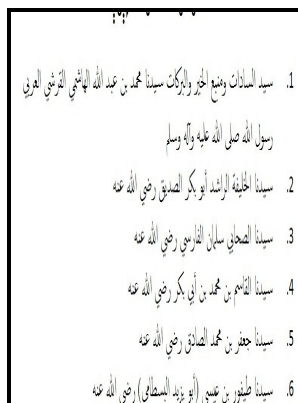 1. سيد السادات ومنبع الخير والبركات سيدنا محمد بن عبد الله الهاشمي القرشي العربي
رسول الله صلى الله عليه وآله وسلم
2. سيدنا الخليفة الراشد أبو بكر الصديق رضي الله عنه
3. سيدنا الصحابي سلمان الفارسي رضي الله عنه
4. سيدنا القاسم بن محمد بن أبي بكر رضي الله عنه
5. سيدنا جعفر بن محمد الصادق رضي الله عنه
6. سيدنا طيفور بن عيسى (أبو يزيد البسطامي) رضي الله عنه